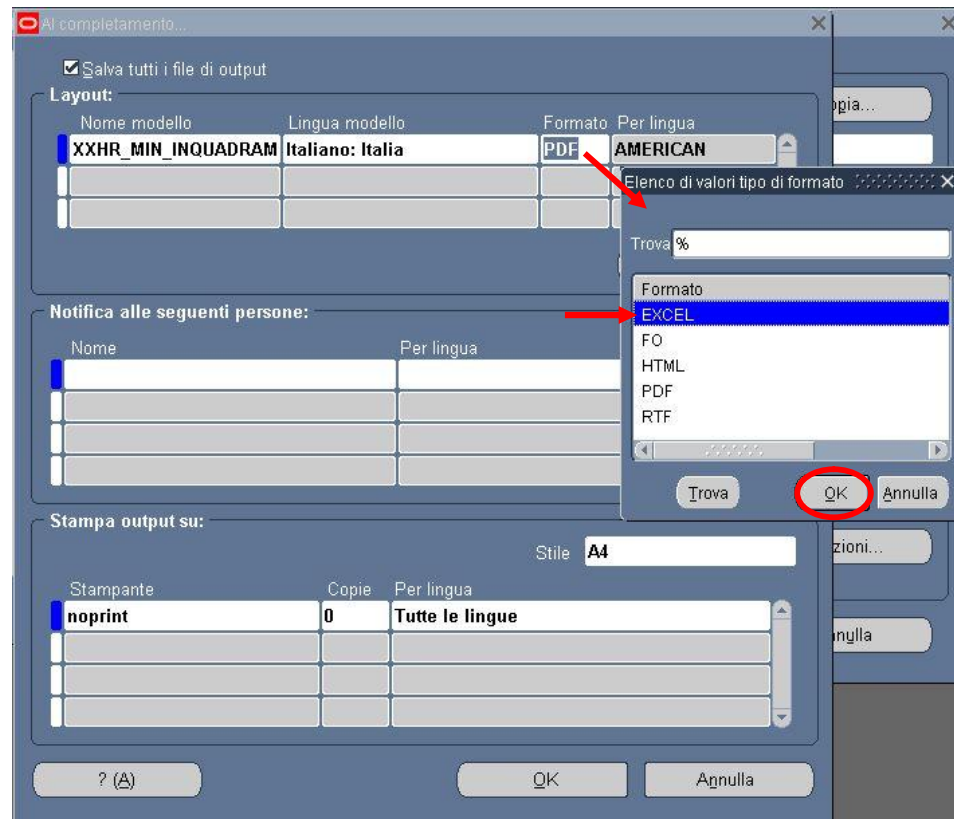 Al completamento...
Salva tutti i file di output
Layout:
Nome modello Lingua modello Formato Per lingua
XXHR_MIN_INQUADRAM Italiano: Italia PDF AMERICAN
opia...
Elenco di valori tipo di formato
Trova %
Formato
EXCEL
FO
HTML
PDF
RTF
Trova OK Annulla
Notifica alle seguenti persone:
Nome Per lingua
Stampa output su:
Stile A4
zioni...
Stampante Copie Per lingua
noprint 0 Tutte le lingue
nnulla
? (A) OK Annulla